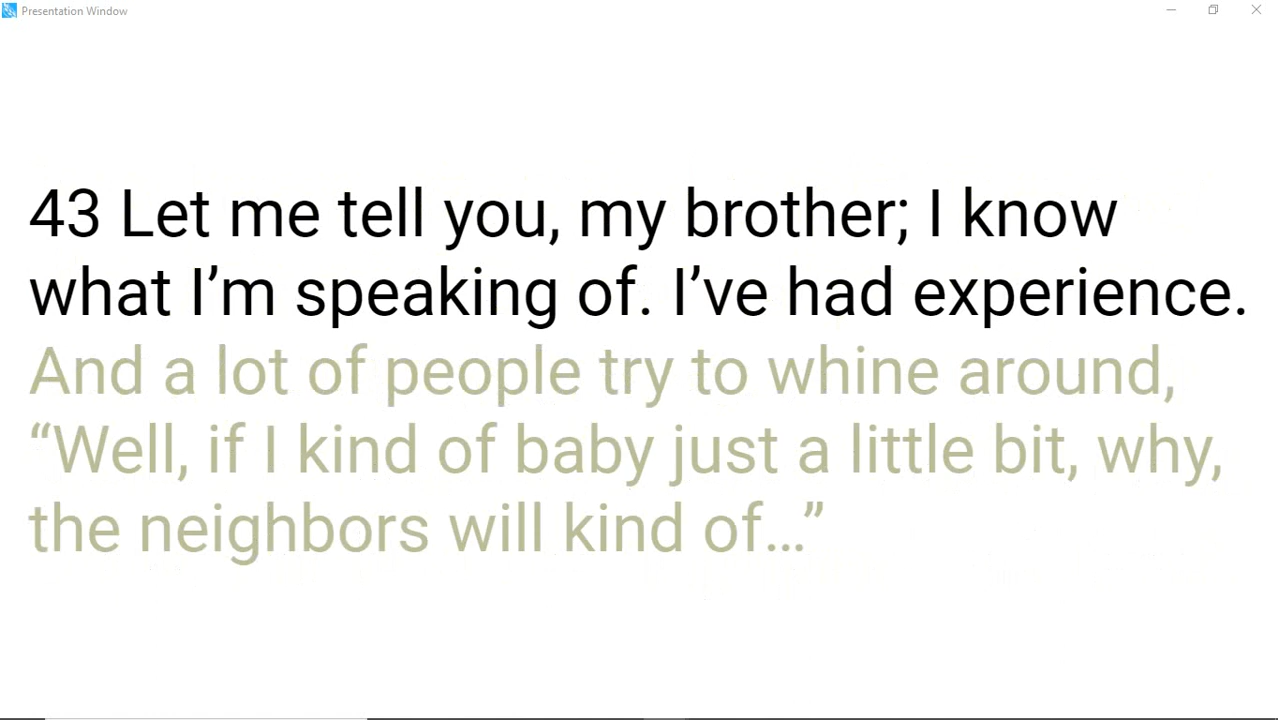 Presentation Window
43 Let me tell you, my brother; I know
what I’m speaking of. I’ve had experience.
And a lot of people try to whine around,
“Well, if I kind of baby just a little bit, why,
the neighbors will kind of…”